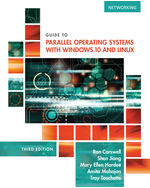 NETWORKING
GUIDE TO
PARALLEL OPERATING SYSTEMS
WITH WINDOWS 10 AND LINUX
THIRD EDITION
Ron Carswell
Shen Jiang
Mary Ellen Hardee
Amita Mahajan
Troy Touchette